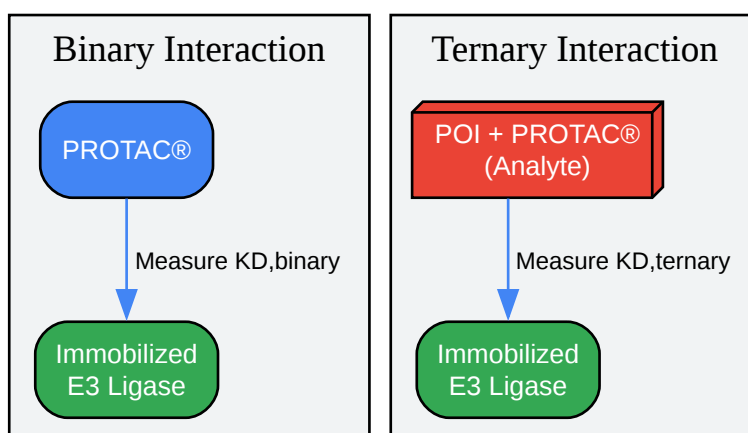 Binary Interaction
PROTAC®
Measure KD,binary
Immobilized
E3 Ligase
Ternary Interaction
POI + PROTAC®
(Analyte)
Measure KD,ternary
Immobilized
E3 Ligase